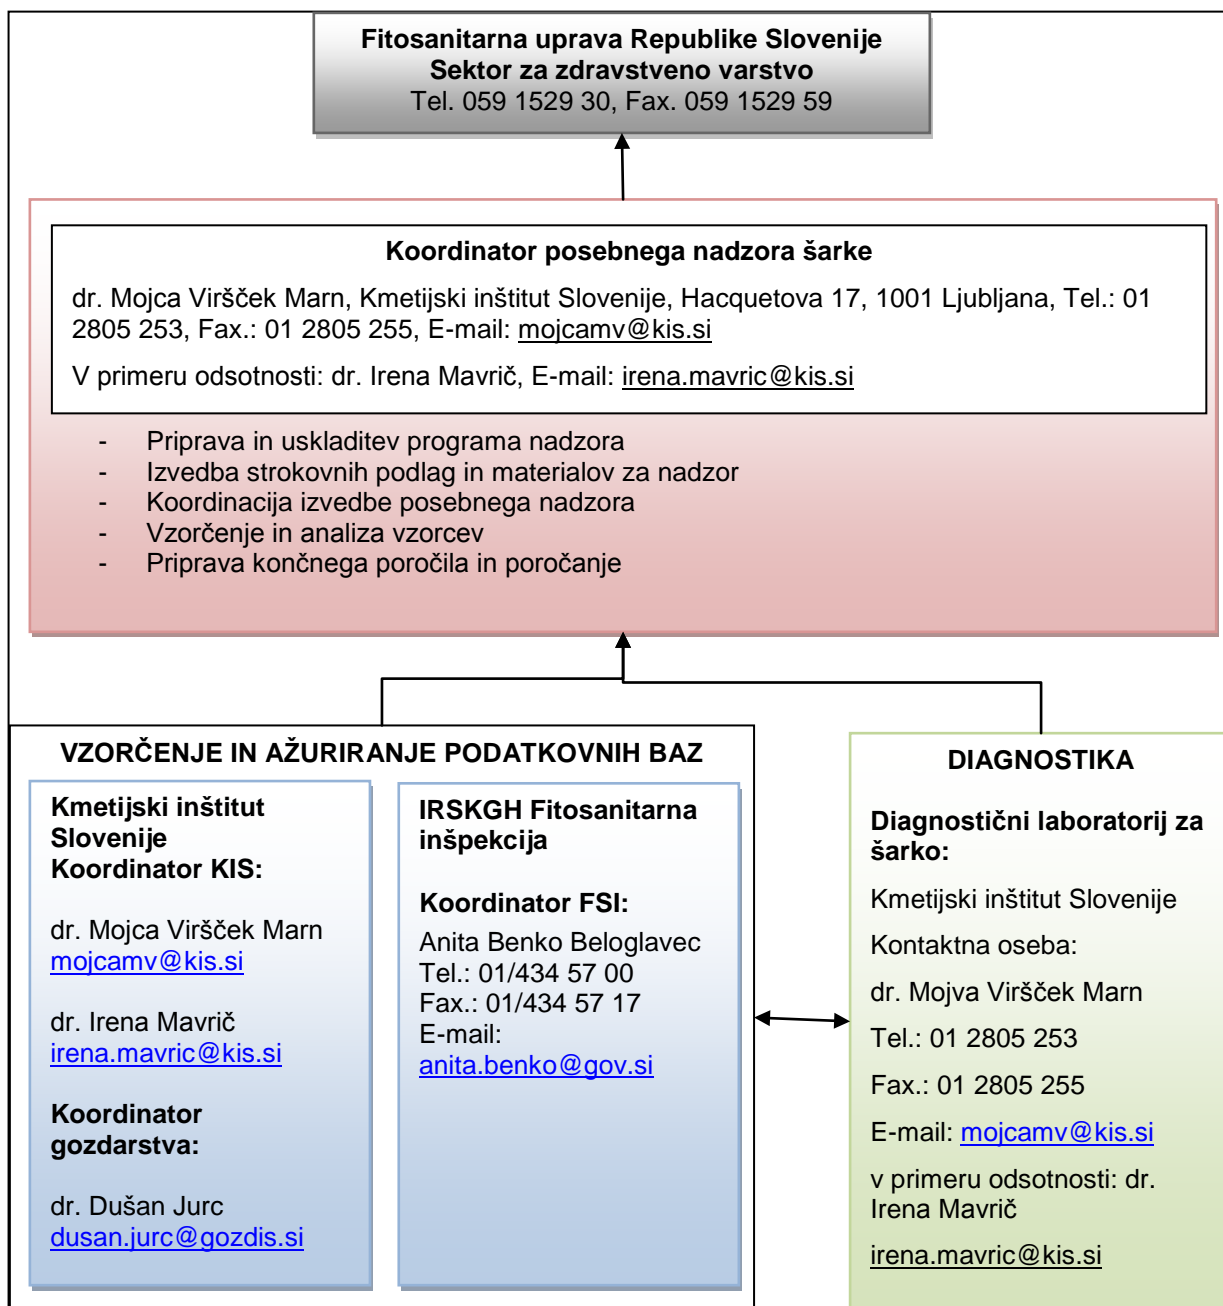 Fitosanitarna uprava Republike Slovenije
Sektor za zdravstveno varstvo
Tel. 059 1529 30, Fax. 059 1529 59
Koordinator posebnega nadzora šarke
dr. Mojca Viršček Marn, Kmetijski inštitut Slovenije, Hacquetova 17, 1001 Ljubljana, Tel.: 01
2805 253, Fax.: 01 2805 255, E-mail: mojcamv@kis.si
V primeru odsotnosti: dr. Irena Mavrič, E-mail: irena.mavric@kis.si
- Priprava in uskladitev programa nadzora
- Izvedba strokovnih podlag in materialov za nadzor
- Koordinacija izvedbe posebnega nadzora
- Vzorčenje in analiza vzorcev
- Priprava končnega poročila in poročanje
VZORČENJE IN AŽURIRANJE PODATKOVNIH BAZ
Kmetijski inštitut
Slovenije
Koordinator KIS:
dr. Mojca Viršček Marn
mojcamv@kis.si
dr. Irena Mavrič
irena.mavric@kis.si
Koordinator
gozdarstva:
dr. Dušan Jurc
dusan.jurc@gozdis.si
IRSKGH Fitosanitarna
inšpekcija
Koordinator FSI:
Anita Benko Beloglavec
Tel.: 01/434 57 00
Fax.: 01/434 57 17
E-mail:
anita.benko@gov.si
DIAGNOSTIKA
Diagnostični laboratorij za
šarko:
Kmetijski inštitut Slovenije
Kontaktna oseba:
dr. Mojva Viršček Marn
Tel.: 01 2805 253
Fax.: 01 2805 255
E-mail: mojcamv@kis.si
v primeru odsotnosti: dr.
Irena Mavrič
irena.mavric@kis.si